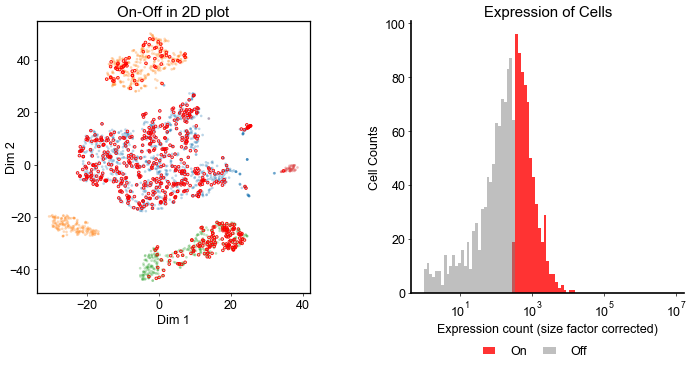 On-Off in 2D plot
40
20
0
−20
−40
Dim 2
−20
0
20
40
Dim 1
Expression of Cells
100
80
60
40
20
0
Cell Counts
10^1
10^3
10^5
10^7
Expression count (size factor corrected)
On Off